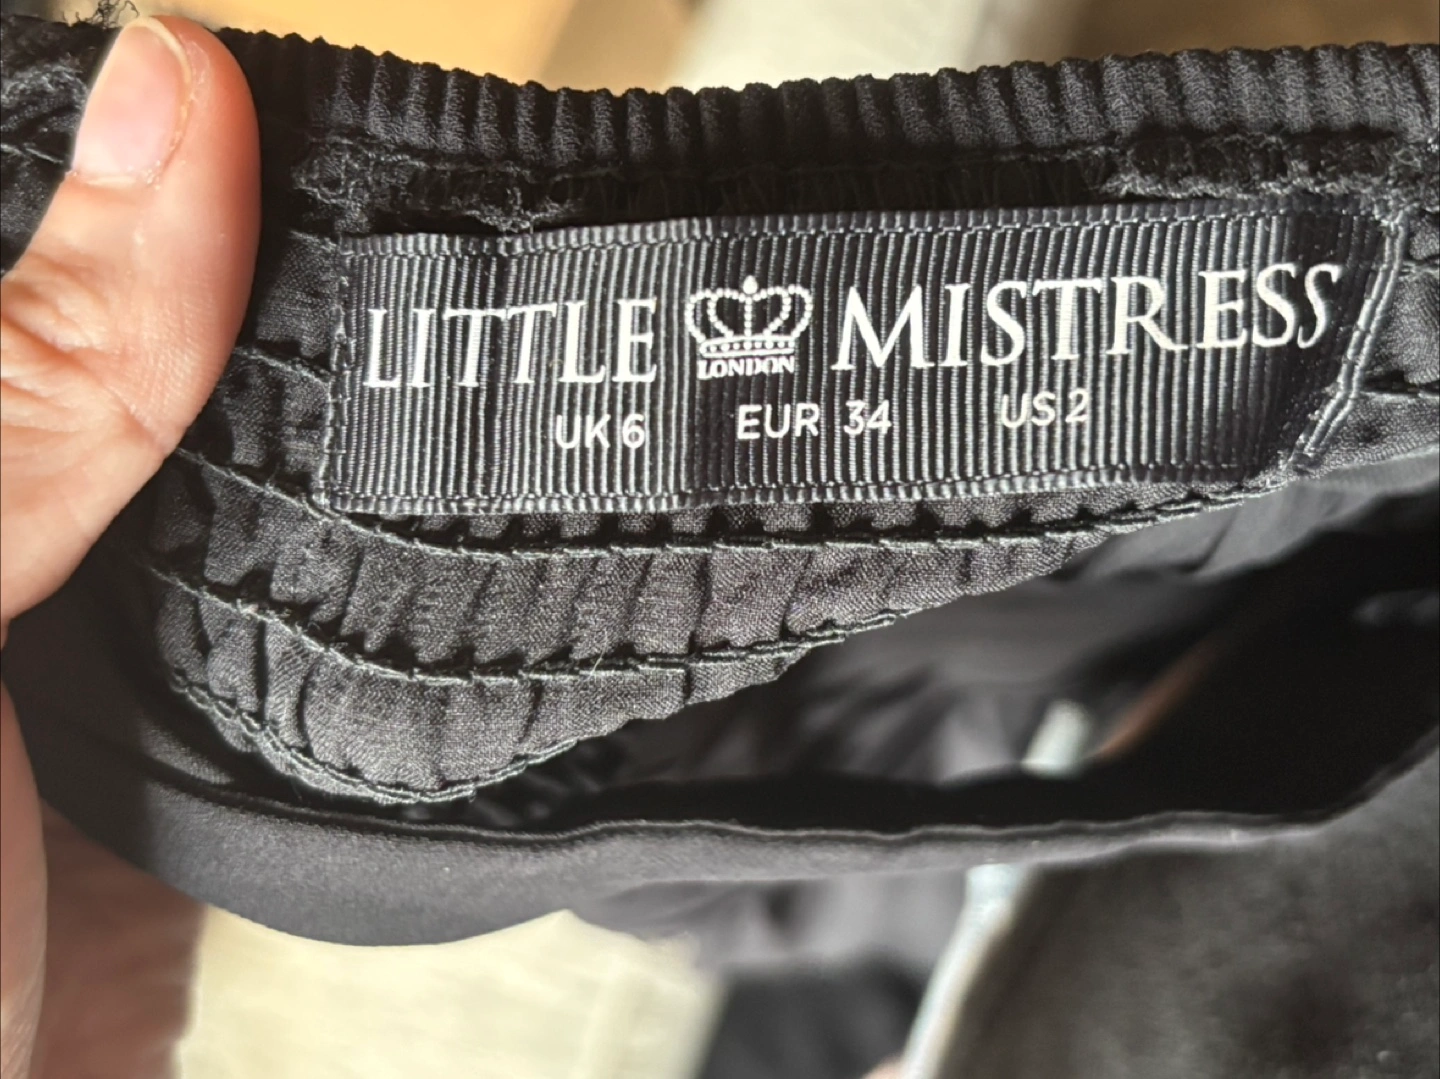 LITTLE LONDON MISTRESS
UK 6 EUR 34 US 2